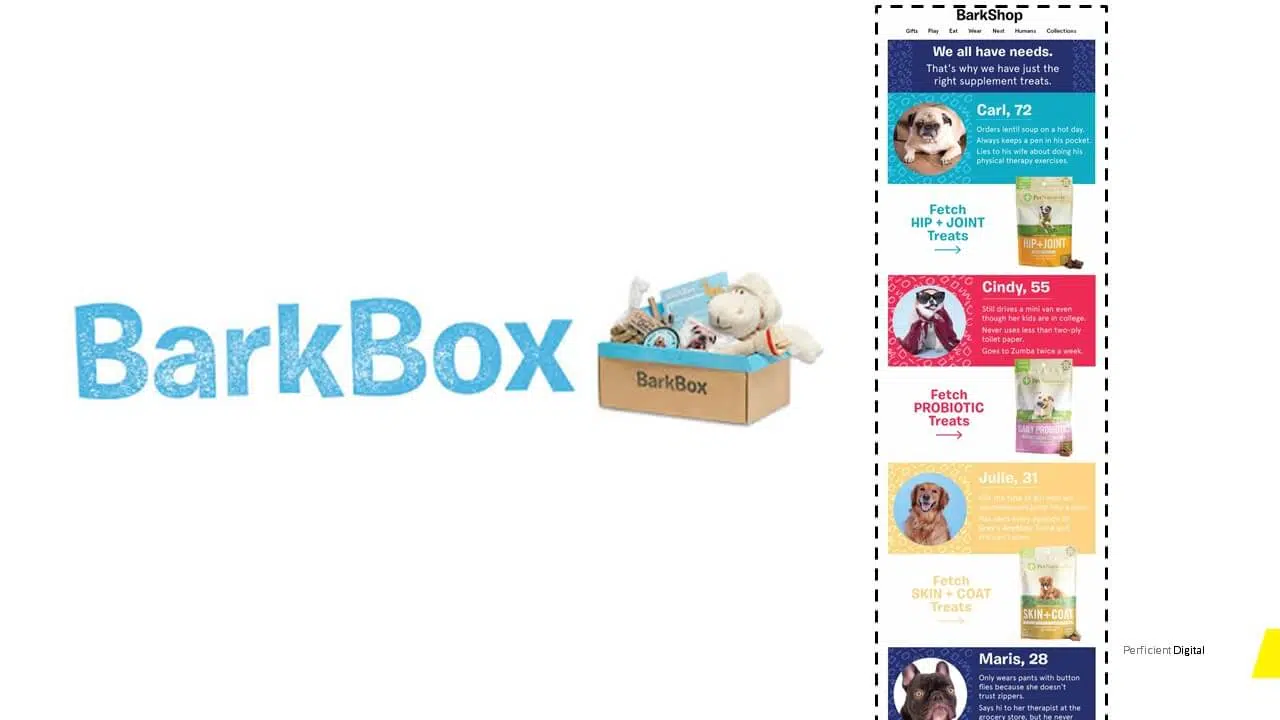 BarkBox
BarkBox
BarkShop
Gifts Play Eat Wear Nest Humans Collections
We all have needs.
That's why we have just the
right supplement treats.
Carl, 72
Orders lentil soup on a hot day.
Always keeps a pen in his pocket.
Lies to his wife about doing his
physical therapy exercises.
Fetch
HIP + JOINT
Treats
HIP+JOINT
Cindy, 55
Still drives a mini van even
though her kids are in college.
Never uses less than two-ply
toilet paper.
Goes to Zumba twice a week.
Fetch
PROBIOTIC
Treats
DAILY PROBIOTIC
Julie, 31
Fetch
SKIN + COAT
Treats
SKIN+COAT
Maris, 28
Only wears pants with button
flies because she doesn't
trust zippers.
Says hi to her therapist at the
grocery store, but he never
Perficient Digital